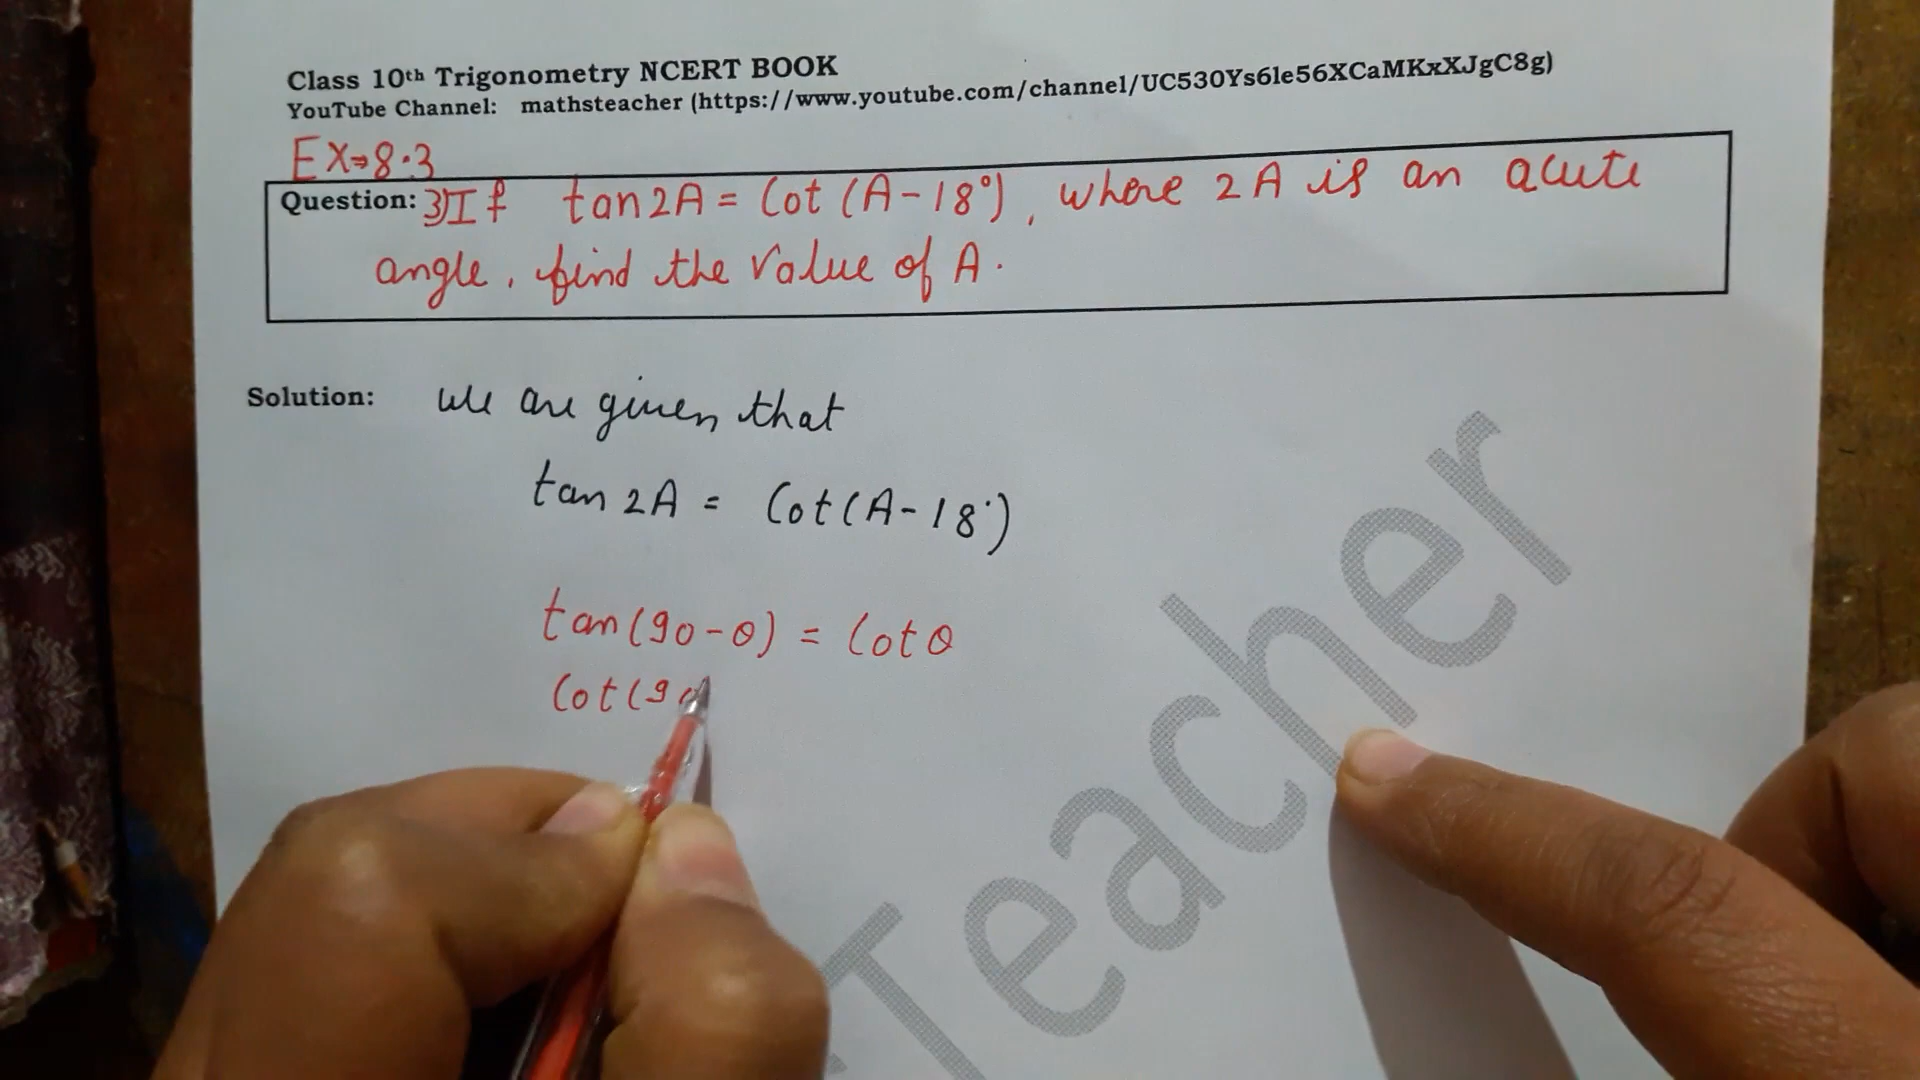 Class 10th Trigonometry NCERT BOOK
YouTube Channel: mathsteacher (https://www.youtube.com/channel/UC530Ys6le56XCaMKxXJgC8g)
EX⇒8.3
Question: 3) If tan 2A = Cot (A - 18°), where 2A is an acute
angle, find the value of A.
Solution: We are given that
tan 2A = Cot (A - 18°)
tan (90 - θ) = Cot θ
Cot (90
Teacher